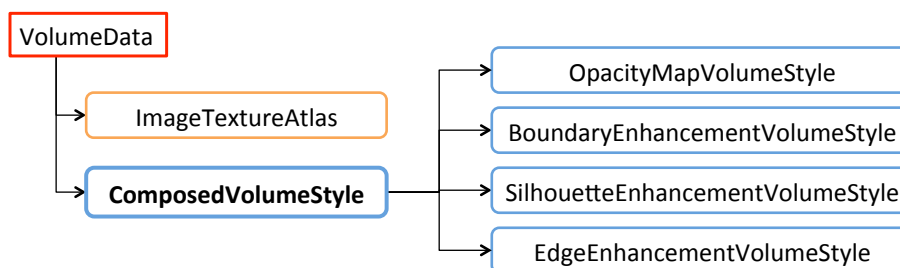 VolumeData
ImageTextureAtlas
ComposedVolumeStyle
OpacityMapVolumeStyle
BoundaryEnhancementVolumeStyle
SilhouetteEnhancementVolumeStyle
EdgeEnhancementVolumeStyle